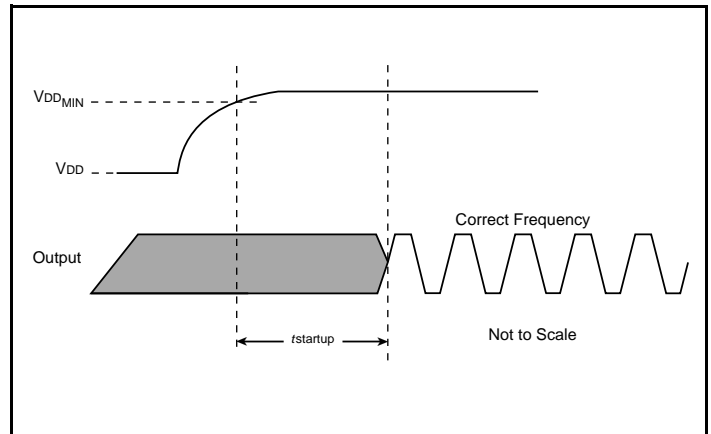 VDDMIN
VDD
Correct Frequency
Output
tstartup
Not to Scale